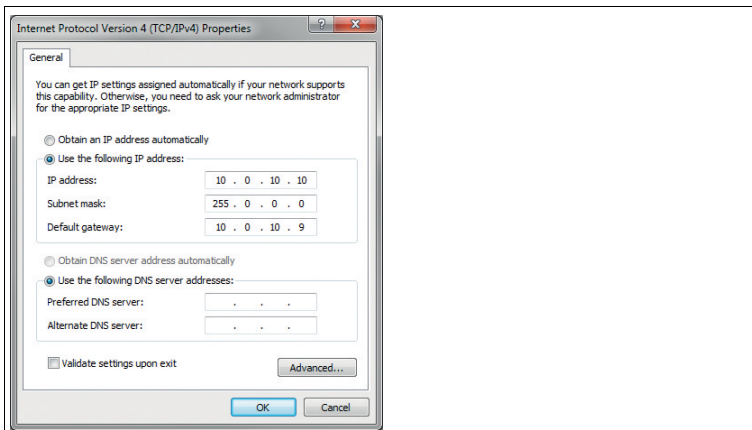 Internet Protocol Version 4 (TCP/IPv4) Properties
General
You can get IP settings assigned automatically if your network supports
this capability. Otherwise, you need to ask your network administrator
for the appropriate IP settings.
Obtain an IP address automatically
Use the following IP address:
IP address: 10 . 0 . 10 . 10
Subnet mask: 255 . 0 . 0 . 0
Default gateway: 10 . 0 . 10 . 9
Obtain DNS server address automatically
Use the following DNS server addresses:
Preferred DNS server: . . .
Alternate DNS server: . . .
Validate settings upon exit
Advanced...
OK Cancel